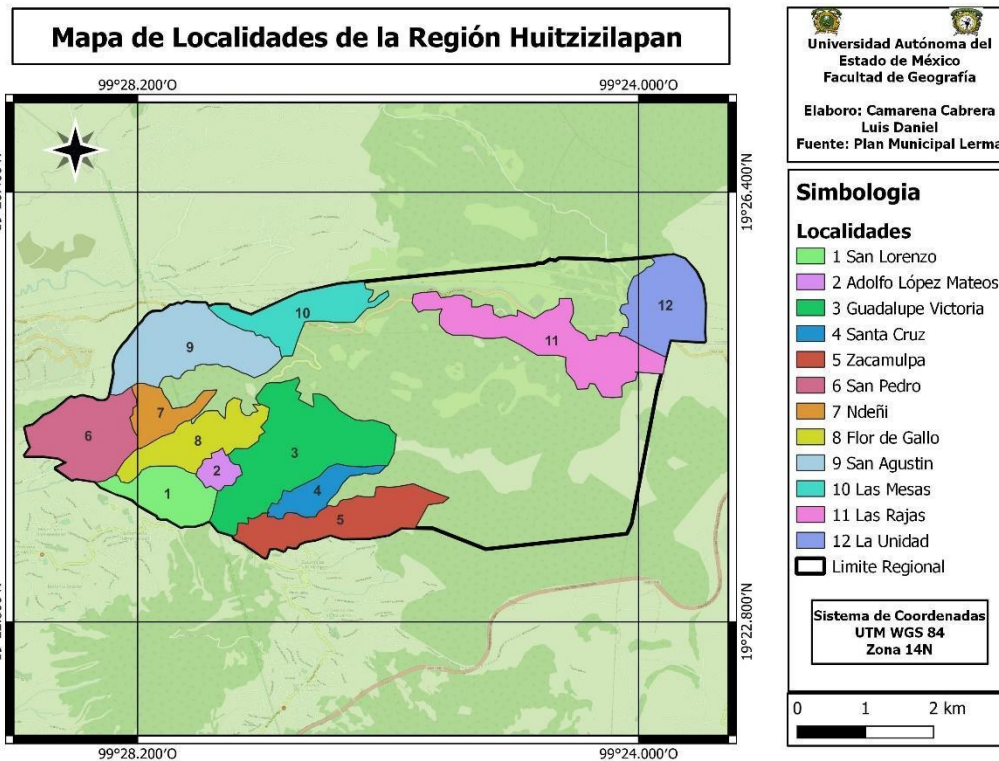 Mapa de Localidades de la Región Huitzizilapan
99°28.200'O
99°24.000'O
19°26.400'N
19°22.800'N
99°28.200'O
99°24.000'O
1
2
3
4
5
6
7
8
9
10
11
12
Universidad Autónoma del
Estado de México
Facultad de Geografía
Elaboro: Camarena Cabrera
Luis Daniel
Fuente: Plan Municipal Lerma
Simbologia
Localidades
1 San Lorenzo
2 Adolfo López Mateos
3 Guadalupe Victoria
4 Santa Cruz
5 Zacamulpa
6 San Pedro
7 Ndeñi
8 Flor de Gallo
9 San Agustin
10 Las Mesas
11 Las Rajas
12 La Unidad
Limite Regional
Sistema de Coordenadas
UTM WGS 84
Zona 14N
0 1 2 km